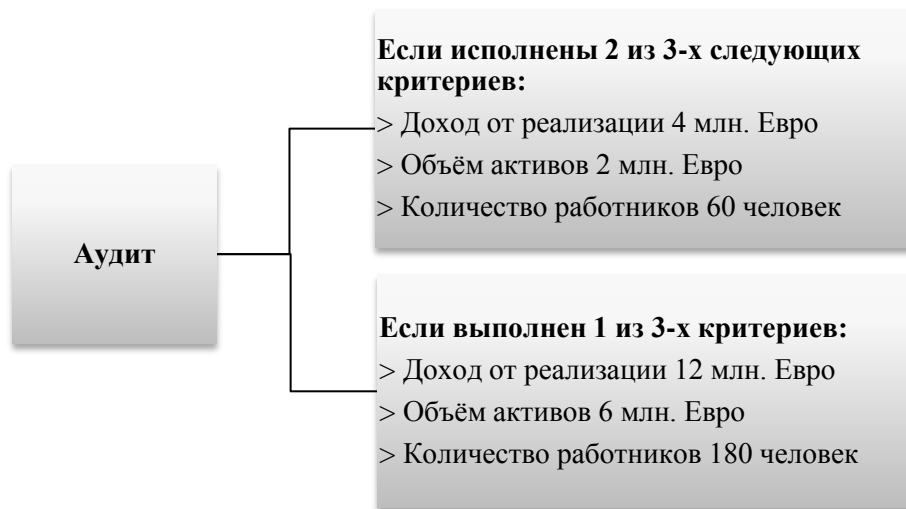 Аудит
Если исполнены 2 из 3-х следующих
критериев:
> Доход от реализации 4 млн. Евро
> Объём активов 2 млн. Евро
> Количество работников 60 человек
Если выполнен 1 из 3-х критериев:
> Доход от реализации 12 млн. Евро
> Объём активов 6 млн. Евро
> Количество работников 180 человек